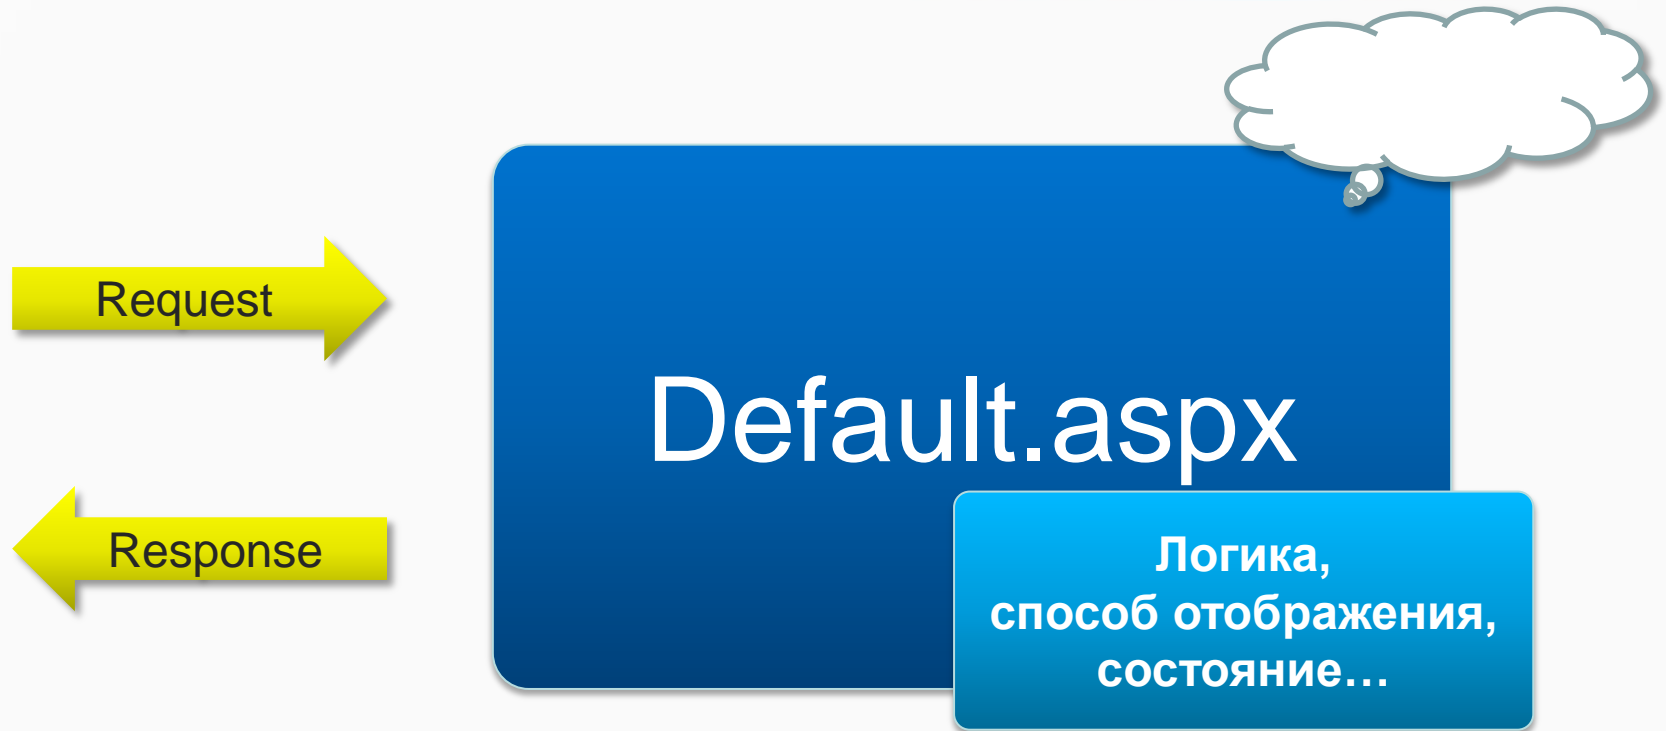 Request
Default.aspx
Response
Логика,
способ отображения,
состояние…